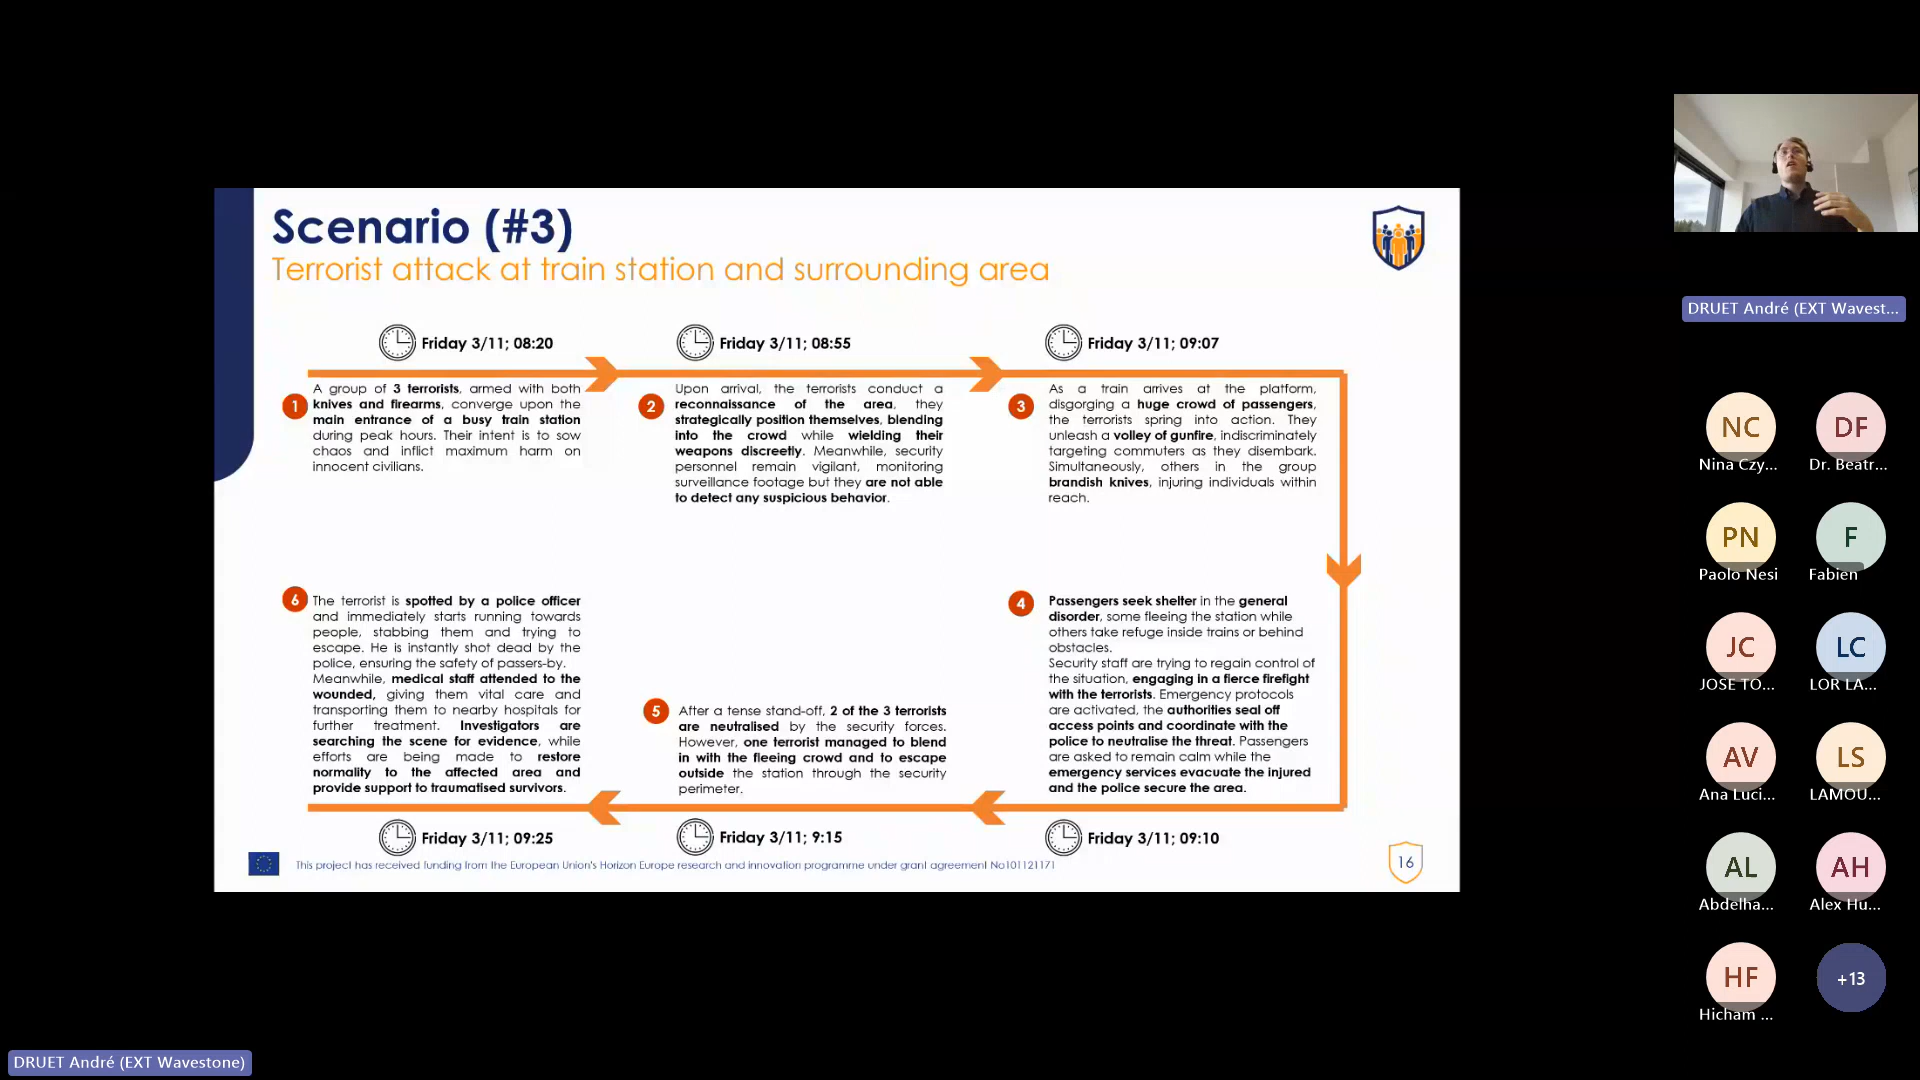 Scenario (#3)
Terrorist attack at train station and surrounding area
Friday 3/11; 08:20
1
A group of 3 terrorists, armed with both
knives and firearms, converge upon the
main entrance of a busy train station
during peak hours. Their intent is to sow
chaos and inflict maximum harm on
innocent civilians.
Friday 3/11; 08:55
2
Upon arrival, the terrorists conduct a
reconnaissance of the area, they
strategically position themselves, blending
into the crowd while wielding their
weapons discreetly. Meanwhile, security
personnel remain vigilant, monitoring
surveillance footage but they are not able
to detect any suspicious behavior.
Friday 3/11; 09:07
3
As a train arrives at the platform,
disgorging a huge crowd of passengers,
the terrorists spring into action. They
unleash a volley of gunfire, indiscriminately
targeting commuters as they disembark.
Simultaneously, others in the group
brandish knives, injuring individuals within
reach.
4
Passengers seek shelter in the general
disorder, some fleeing the station while
others take refuge inside trains or behind
obstacles.
Security staff are trying to regain control of
the situation, engaging in a fierce firefight
with the terrorists. Emergency protocols
are activated, the authorities seal off
access points and coordinate with the
police to neutralise the threat. Passengers
are asked to remain calm while the
emergency services evacuate the injured
and the police secure the area.
Friday 3/11; 09:10
5
After a tense stand-off, 2 of the 3 terrorists
are neutralised by the security forces.
However, one terrorist managed to blend
in with the fleeing crowd and to escape
outside the station through the security
perimeter.
Friday 3/11; 9:15
6
The terrorist is spotted by a police officer
and immediately starts running towards
people, stabbing them and trying to
escape. He is instantly shot dead by the
police, ensuring the safety of passers-by.
Meanwhile, medical staff attended to the
wounded, giving them vital care and
transporting them to nearby hospitals for
further treatment. Investigators are
searching the scene for evidence, while
efforts are being made to restore
normality to the affected area and
provide support to traumatised survivors.
Friday 3/11; 09:25
This project has received funding from the European Union's Horizon Europe research and innovation programme under grant agreement No101121171
16
DRUET André (EXT Wavest...
NC
Nina Czy...
DF
Dr. Beatr...
PN
Paolo Nesi
F
Fabien
JC
JOSE TO...
LC
LOR LA...
AV
Ana Luci...
LS
LAMOU...
AL
Abdelha...
AH
Alex Hu...
HF
Hicham ...
+13
DRUET André (EXT Wavestone)